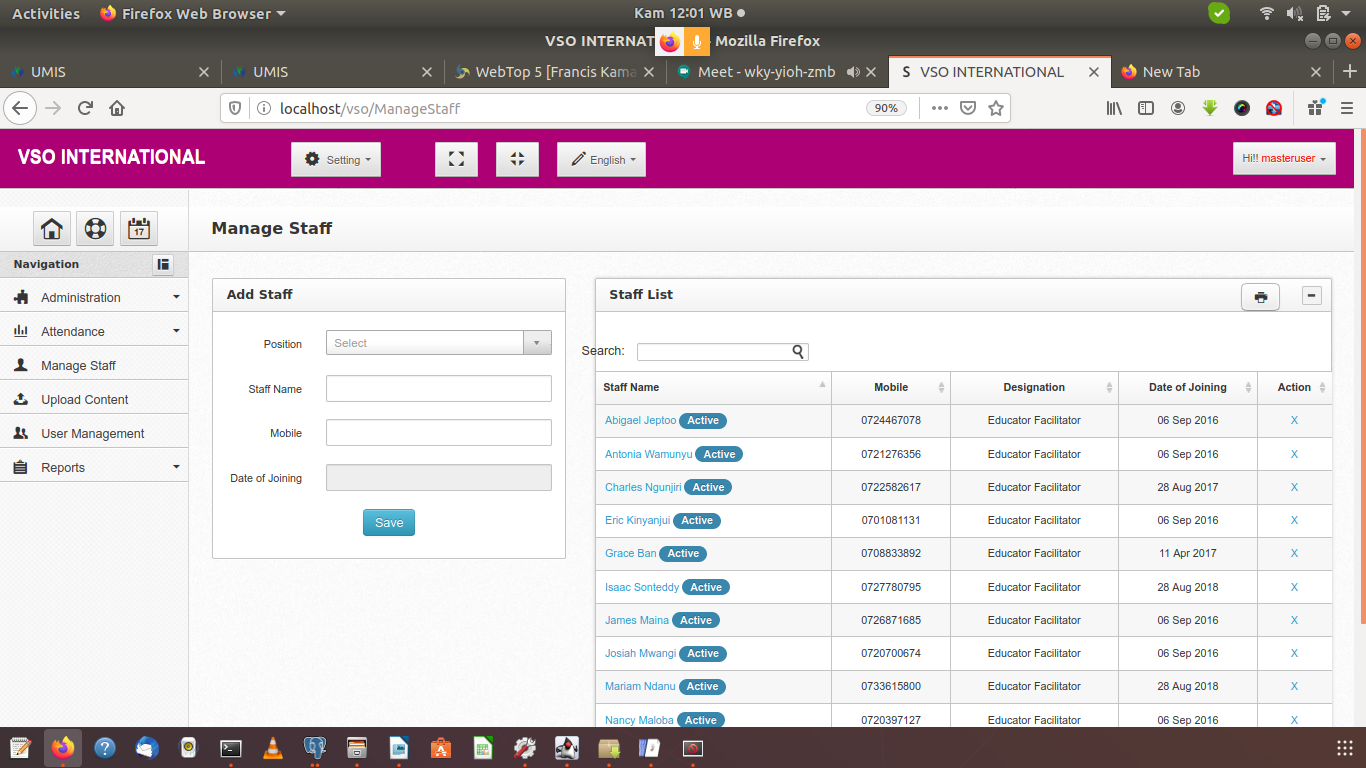 Activities Firefox Web Browser Kam 12:01 WB
VSO INTERNAT - Mozilla Firefox
UMIS UMIS WebTop 5 [Francis Kama Meet - wky-yioh-zmb S VSO INTERNATIONAL New Tab
localhost/vso/ManageStaff 90%
VSO INTERNATIONAL Setting English Hi!! masteruser
17
Manage Staff
Navigation
Administration
Attendance
Manage Staff
Upload Content
User Management
Reports
Add Staff
Position Select
Staff Name
Mobile
Date of Joining
Save
Staff List
Search:
Staff Name Mobile Designation Date of Joining Action
Abigael Jeptoo Active 0724467078 Educator Facilitator 06 Sep 2016 X
Antonia Wamunyu Active 0721276356 Educator Facilitator 06 Sep 2016 X
Charles Ngunjiri Active 0722582617 Educator Facilitator 28 Aug 2017 X
Eric Kinyanjui Active 0701081131 Educator Facilitator 06 Sep 2016 X
Grace Ban Active 0708833892 Educator Facilitator 11 Apr 2017 X
Isaac Sonteddy Active 0727780795 Educator Facilitator 28 Aug 2018 X
James Maina Active 0726871685 Educator Facilitator 06 Sep 2016 X
Josiah Mwangi Active 0720700674 Educator Facilitator 06 Sep 2016 X
Mariam Ndanu Active 0733615800 Educator Facilitator 28 Aug 2018 X
Nancy Maloba Active 0720397127 Educator Facilitator 06 Sep 2016 X